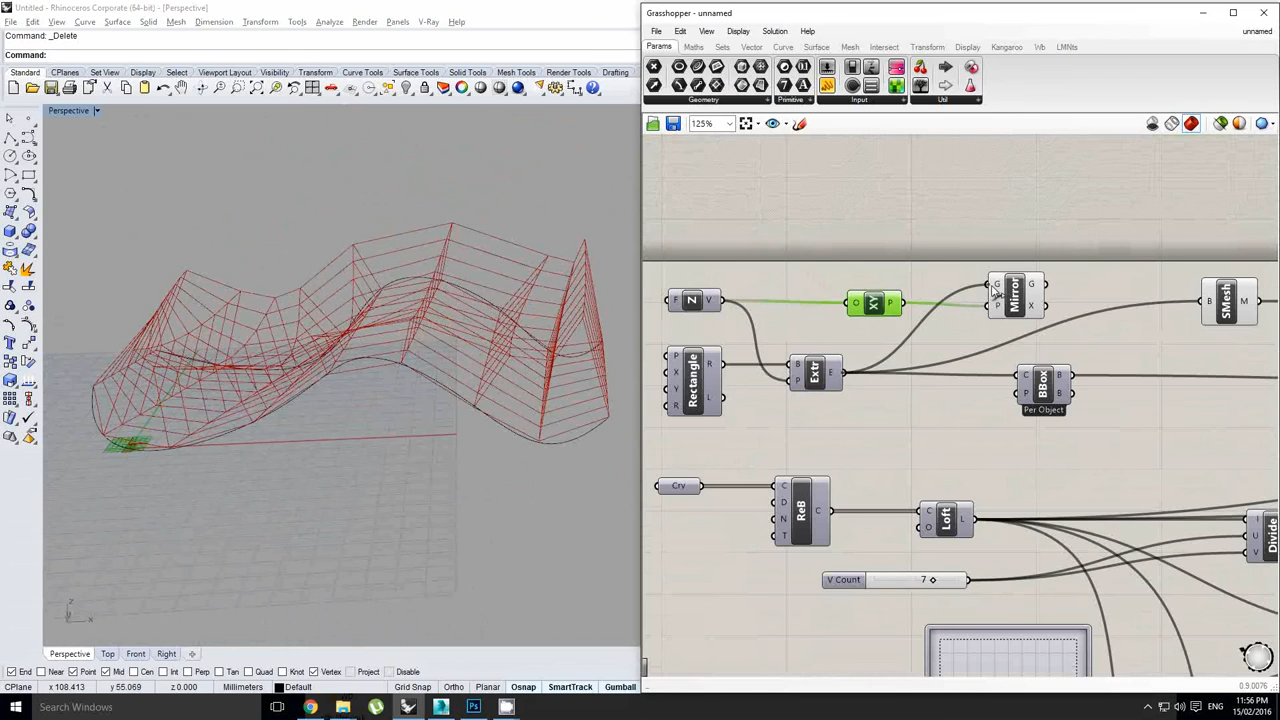 Untitled - Rhinoceros Corporate (64-bit) - [Perspective]
File Edit View Curve Surface Solid Mesh Dimension Transform Tools Analyze Render Panels V-Ray Help
Command: _Delete
Command:
Standard CPlanes Set View Display Select Viewport Layout Visibility Transform Curve Tools Surface Tools Solid Tools Mesh Tools Render Tools Drafting
Perspective
z
x
Perspective Top Front Right
End Near Point Mid Cen Int Perp Tan Quad Knot Vertex Project Disable
CPlane x 108.413 y 55.069 z 0.000 Millimeters Default Grid Snap Ortho Planar Osnap SmartTrack Gumball
Grasshopper - unnamed
File Edit View Display Solution Help unnamed
Params Maths Sets Vector Curve Surface Mesh Intersect Transform Display Kangaroo Wb LMNts
Geometry Primitive Input Util
125%
F Z V
O XY P
G P Mirror G X
B SMesh M
P X Y R Rectangle R L
B P Extr E
C P BBox B B
Per Object
Crv
C D N T ReB C
C O Loft L
I U V Divide
V Count 7
0.9.0076
Search Windows
ENG
11:56 PM
15/02/2016